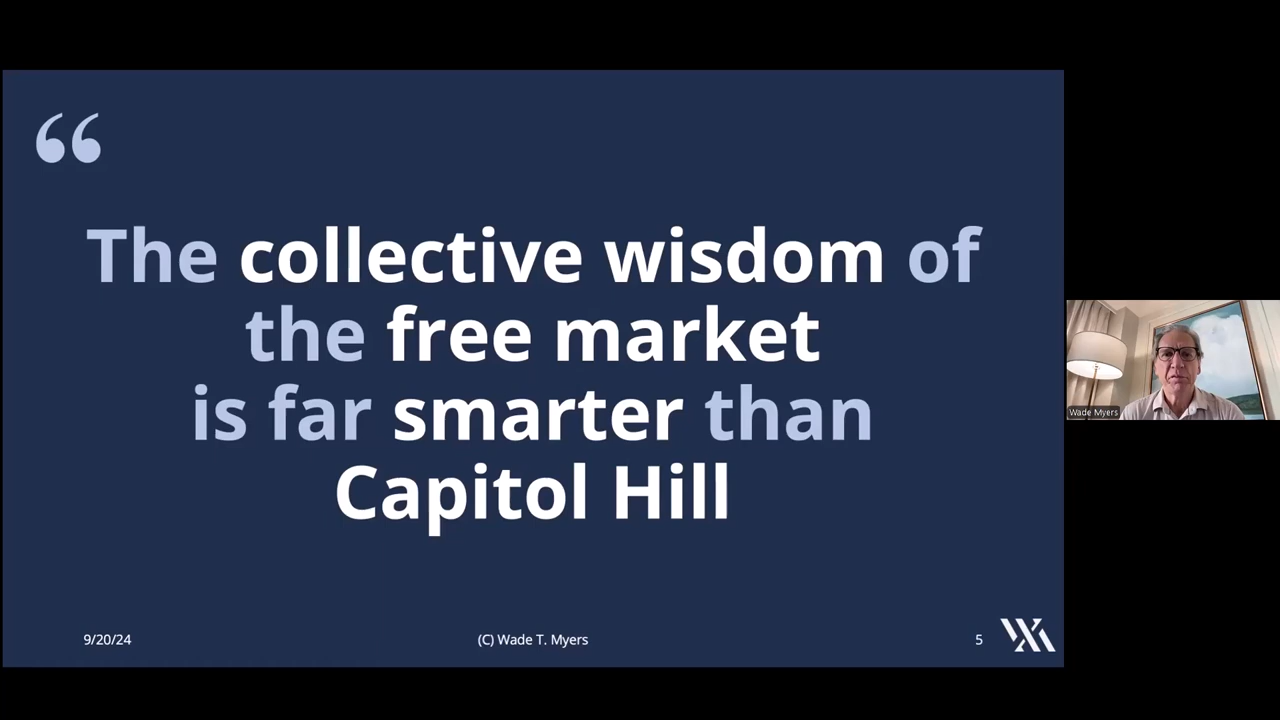 “
The collective wisdom of
the free market
is far smarter than
Capitol Hill
9/20/24
(C) Wade T. Myers
5
Wade Myers